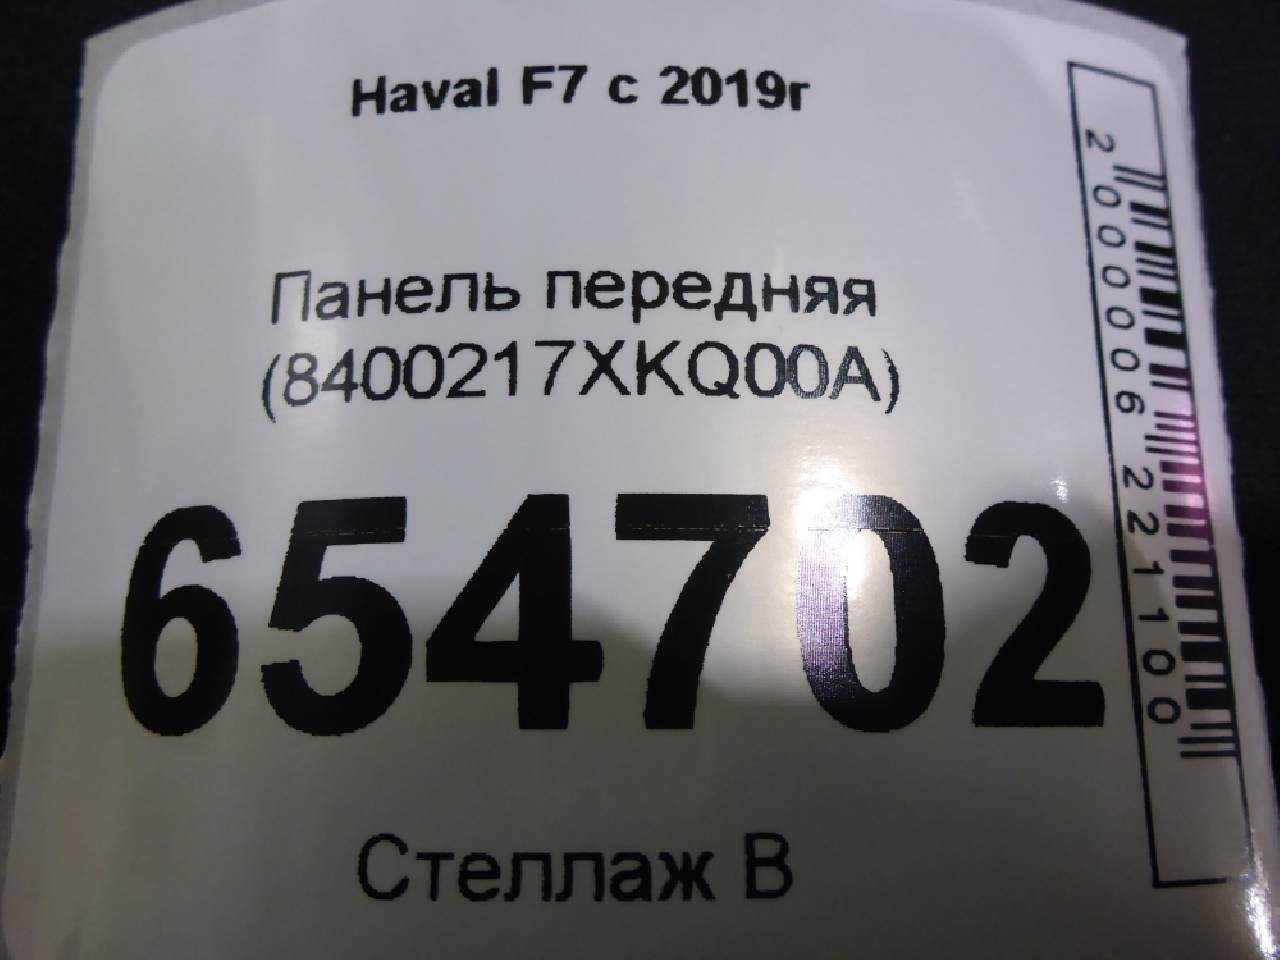 Haval F7 с 2019г
Панель передняя
(8400217XKQ00A)
654702
Стеллаж В
2000006221100